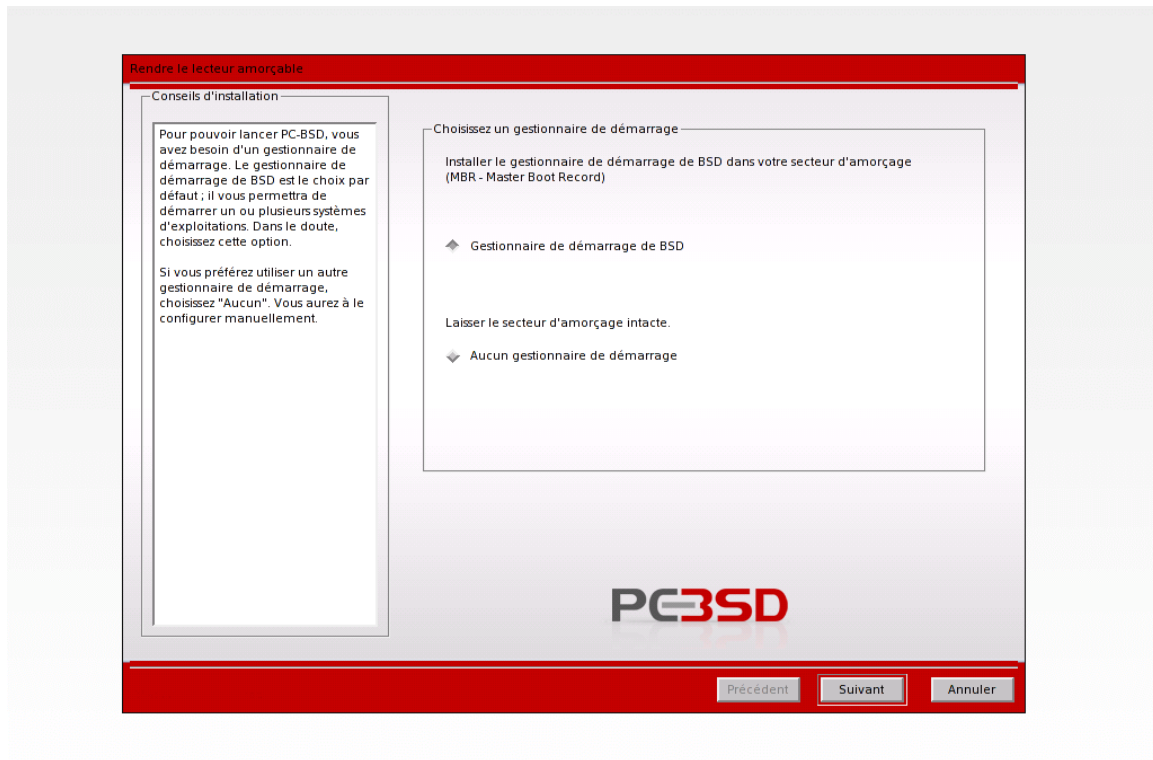 Rendre le lecteur amorçable
Conseils d'installation
Pour pouvoir lancer PC-BSD, vous
avez besoin d'un gestionnaire de
démarrage. Le gestionnaire de
démarrage de BSD est le choix par
défaut ; il vous permettra de
démarrer un ou plusieurs systèmes
d'exploitations. Dans le doute,
choisissez cette option.
Si vous préférez utiliser un autre
gestionnaire de démarrage,
choisissez "Aucun". Vous aurez à le
configurer manuellement.
Choisissez un gestionnaire de démarrage
Installer le gestionnaire de démarrage de BSD dans votre secteur d'amorçage
(MBR - Master Boot Record)
Gestionnaire de démarrage de BSD
Laisser le secteur d'amorçage intacte.
Aucun gestionnaire de démarrage
PCBSD
Précédent
Suivant
Annuler